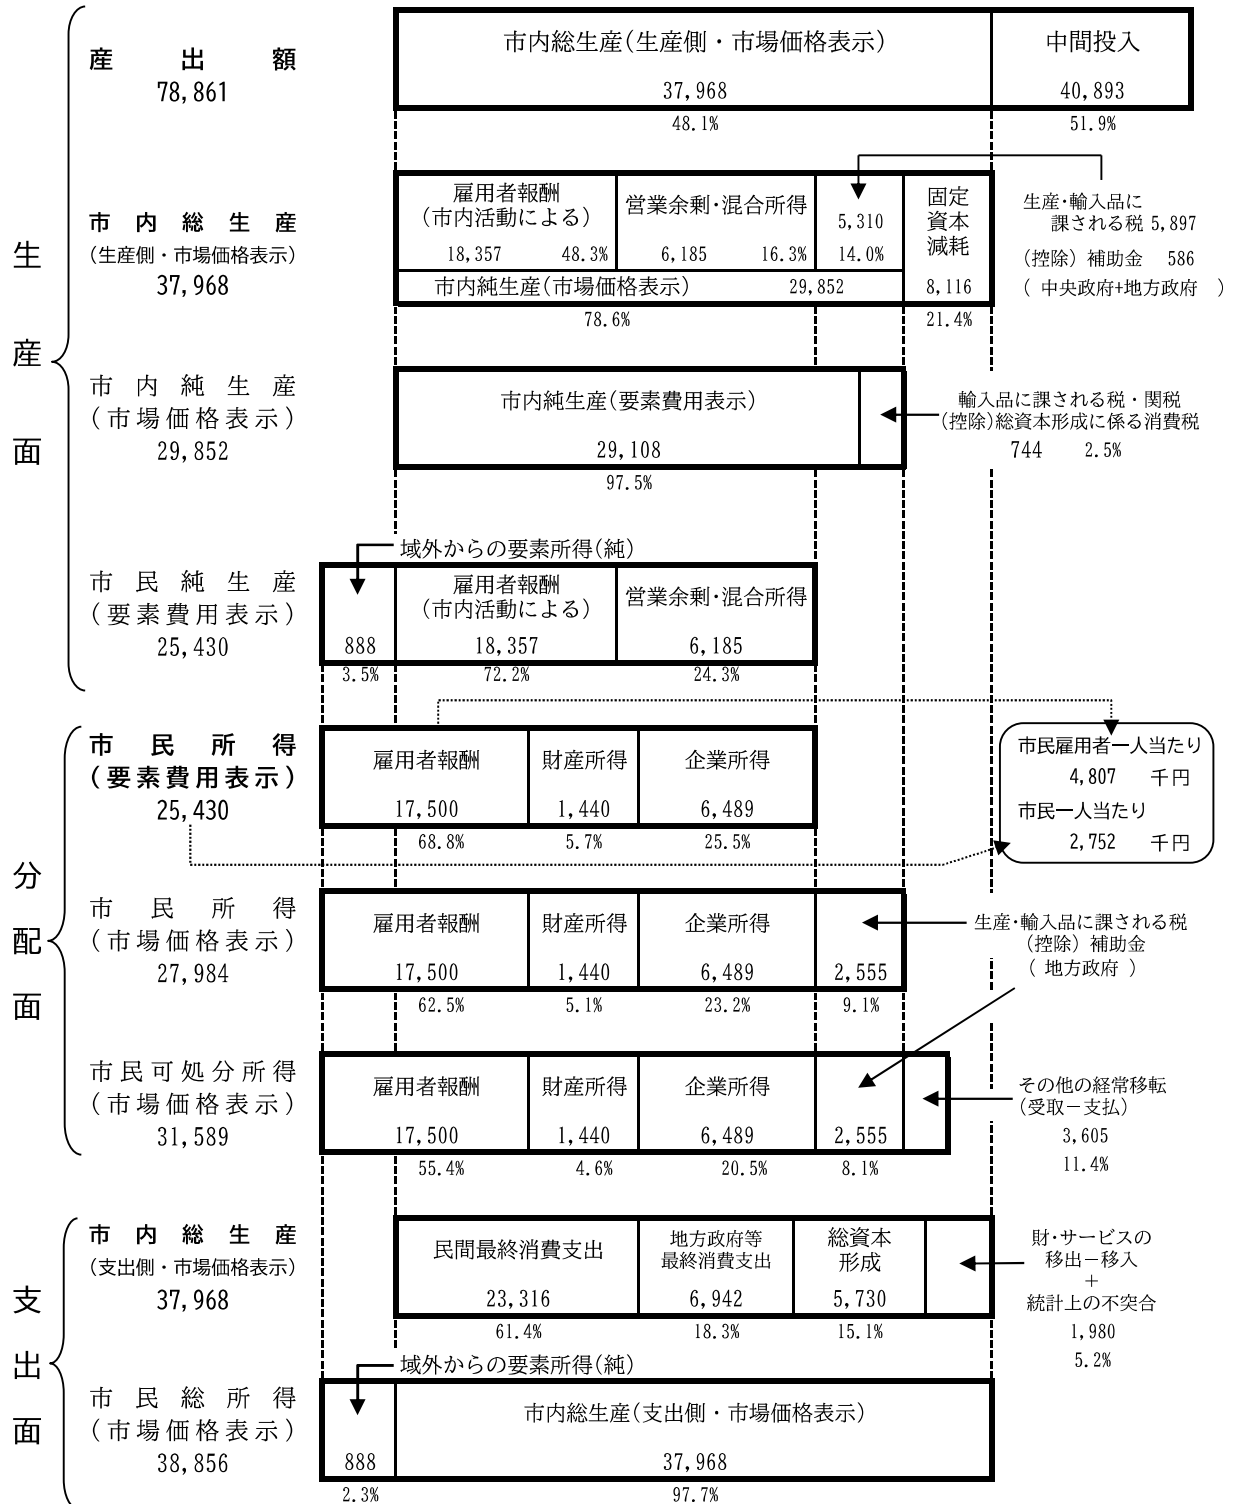 生産面
産出額
78,861
市内総生産(生産側・市場価格表示)
37,968
48.1%
中間投入
40,893
51.9%
市内総生産
(生産側・市場価格表示)
37,968
雇用者報酬
(市内活動による)
18,357 48.3%
営業余剰・混合所得
6,185 16.3%
5,310
14.0%
固定
資本
減耗
8,116
市内純生産(市場価格表示) 29,852
78.6%
21.4%
生産・輸入品に
課される税 5,897
(控除) 補助金 586
( 中央政府+地方政府 )
市内純生産
(市場価格表示)
29,852
市内純生産(要素費用表示)
29,108
97.5%
輸入品に課される税・関税
(控除)総資本形成に係る消費税
744 2.5%
市民純生産
(要素費用表示)
25,430
域外からの要素所得(純)
888
3.5%
雇用者報酬
(市内活動による)
18,357
72.2%
営業余剰・混合所得
6,185
24.3%
分配面
市民所得
(要素費用表示)
25,430
雇用者報酬
17,500
68.8%
財産所得
1,440
5.7%
企業所得
6,489
25.5%
市民雇用者一人当たり
4,807 千円
市民一人当たり
2,752 千円
市民所得
(市場価格表示)
27,984
雇用者報酬
17,500
62.5%
財産所得
1,440
5.1%
企業所得
6,489
23.2%
2,555
9.1%
生産・輸入品に課される税
(控除) 補助金
( 地方政府 )
市民可処分所得
(市場価格表示)
31,589
雇用者報酬
17,500
55.4%
財産所得
1,440
4.6%
企業所得
6,489
20.5%
2,555
8.1%
その他の経常移転
(受取−支払)
3,605
11.4%
支出面
市内総生産
(支出側・市場価格表示)
37,968
民間最終消費支出
23,316
61.4%
地方政府等
最終消費支出
6,942
18.3%
総資本
形成
5,730
15.1%
財・サービスの
移出−移入
+
統計上の不突合
1,980
5.2%
市民総所得
(市場価格表示)
38,856
域外からの要素所得(純)
888
2.3%
市内総生産(支出側・市場価格表示)
37,968
97.7%